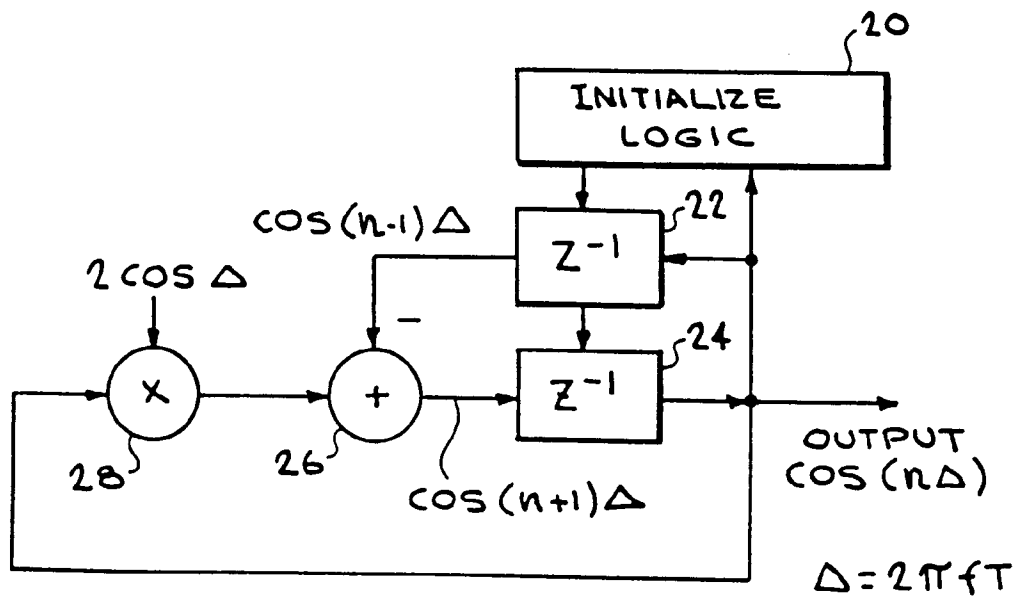 20
INITIALIZE
LOGIC
22
COS(n-1)Δ
Z⁻¹
2 COS Δ
−
24
X
+
Z⁻¹
28
26
COS(n+1)Δ
OUTPUT
COS(nΔ)
Δ=2πfT